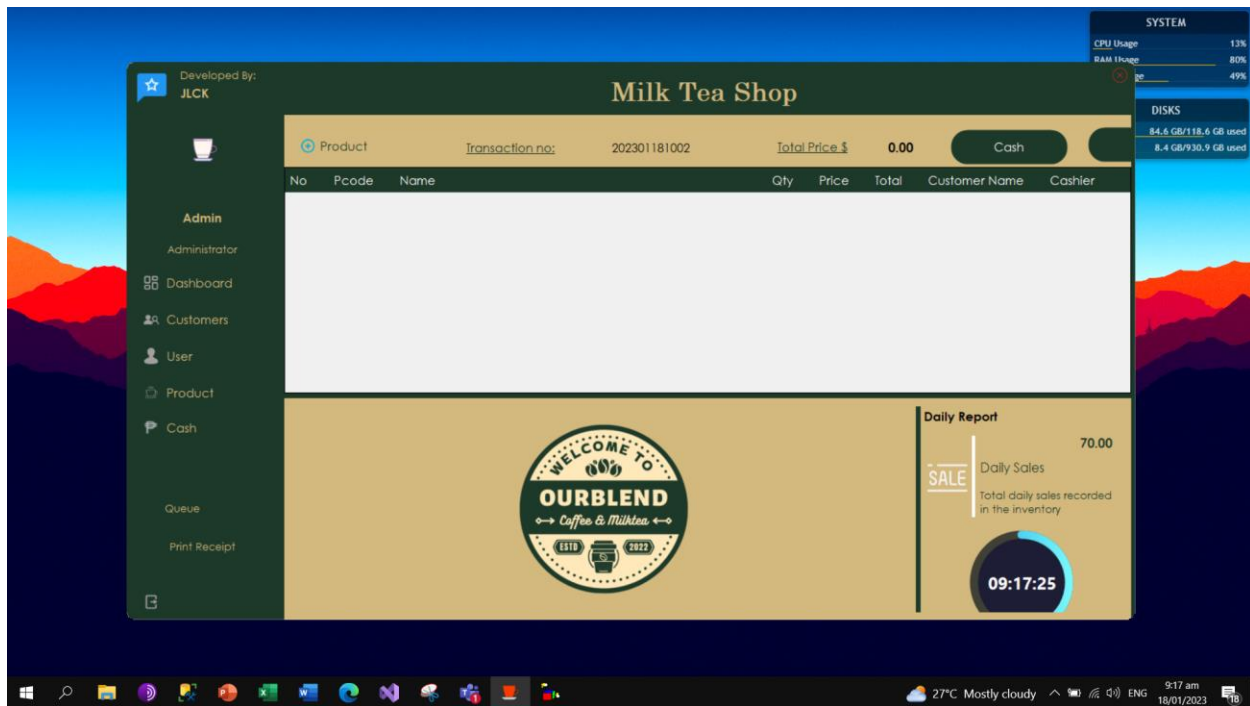 SYSTEM
CPU Usage 13%
RAM Usage 80%
ge 49%
DISKS
84.6 GB/118.6 GB used
8.4 GB/930.9 GB used
Developed By:
JLCK
Milk Tea Shop
Product Transaction no: 202301181002 Total Price $ 0.00 Cash
No Pcode Name Qty Price Total Customer Name Cashier
Admin
Administrator
Dashboard
Customers
User
Product
Cash
Queue
Print Receipt
WELCOME TO
OURBLEND
Coffee & Milktea
ESTD 2022
Daily Report
70.00
SALE
Daily Sales
Total daily sales recorded
in the inventory
09:17:25
27°C Mostly cloudy ENG 9:17 am
18/01/2023 18